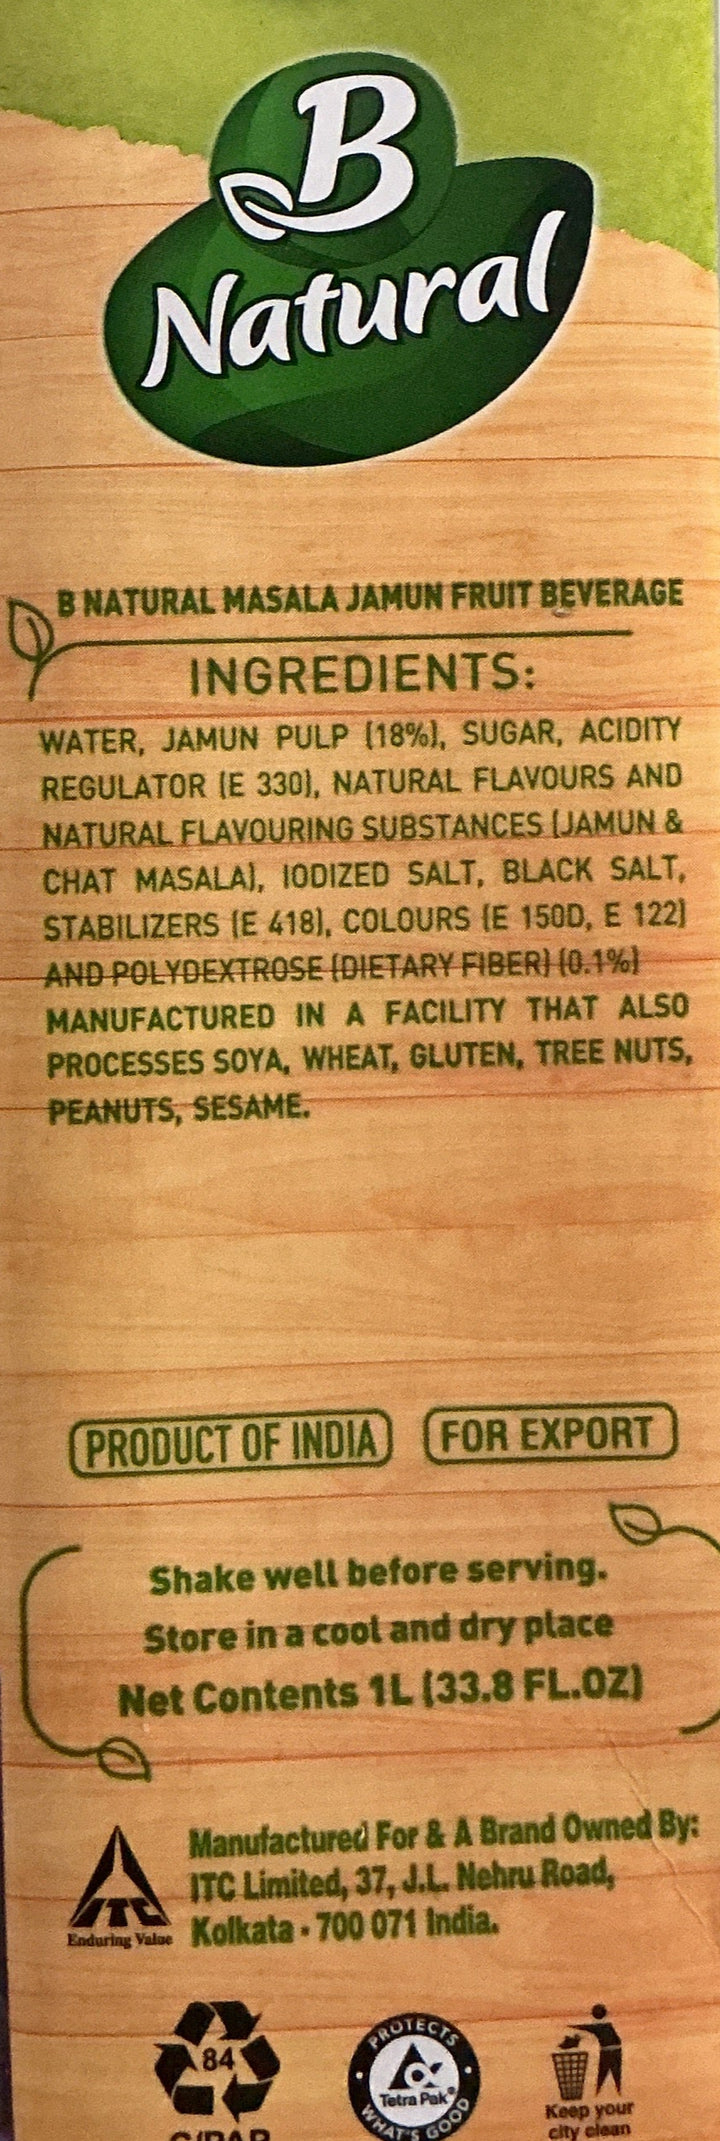 B
Natural
B NATURAL MASALA JAMUN FRUIT BEVERAGE
INGREDIENTS:
WATER, JAMUN PULP (18%), SUGAR, ACIDITY
REGULATOR (E 330), NATURAL FLAVOURS AND
NATURAL FLAVOURING SUBSTANCES (JAMUN &
CHAT MASALA), IODIZED SALT, BLACK SALT,
STABILIZERS (E 418), COLOURS (E 150D, E 122)
AND POLYDEXTROSE (DIETARY FIBER) (0.1%)
MANUFACTURED IN A FACILITY THAT ALSO
PROCESSES SOYA, WHEAT, GLUTEN, TREE NUTS,
PEANUTS, SESAME.
PRODUCT OF INDIA FOR EXPORT
Shake well before serving.
Store in a cool and dry place
Net Contents 1L (33.8 FL.OZ)
Manufactured For & A Brand Owned By:
ITC Limited, 37, J.L. Nehru Road,
Kolkata - 700 071 India.
ITC
Enduring Value
84
C/PAP
PROTECTS
Tetra Pak®
WHAT'S GOOD
Keep your
city clean